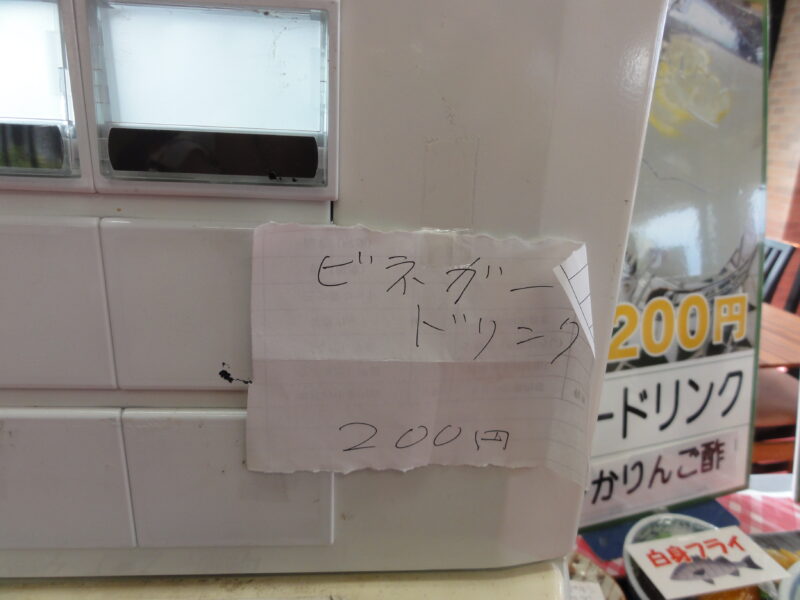 ビネガー
ドリンク
200円
200円
ードリンク
かりんご酢
白身フライ